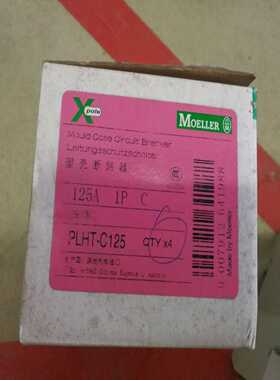 Xpole
MOELLER
Mould Case Circuit Breaker
Leitungsschutzschalter
塑壳断路器
125A 1P C
PLHT-C125
QTY x4
Made by Moeller